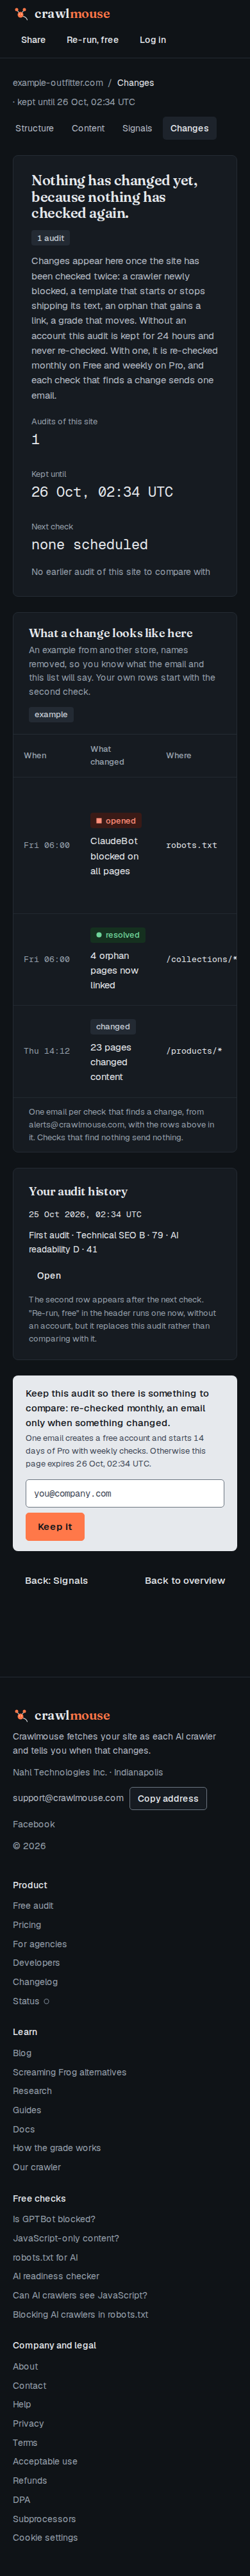 crawlmouse
Share Re-run, free Log in
example-outfitter.com / Changes
· kept until 26 Oct, 02:34 UTC
Structure Content Signals Changes
Nothing has changed yet,
because nothing has
checked again.
1 audit
Changes appear here once the site has
been checked twice: a crawler newly
blocked, a template that starts or stops
shipping its text, an orphan that gains a
link, a grade that moves. Without an
account this audit is kept for 24 hours and
never re-checked. With one, it is re-checked
monthly on Free and weekly on Pro, and
each check that finds a change sends one
email.
Audits of this site
1
Kept until
26 Oct, 02:34 UTC
Next check
none scheduled
No earlier audit of this site to compare with
What a change looks like here
An example from another store, names
removed, so you know what the email and
this list will say. Your own rows start with the
second check.
example
When What changed Where
Fri 06:00 opened robots.txt
ClaudeBot
blocked on
all pages
Fri 06:00 resolved /collections/*
4 orphan
pages now
linked
Thu 14:12 changed /products/*
23 pages
changed
content
One email per check that finds a change, from
alerts@crawlmouse.com, with the rows above in
it. Checks that find nothing send nothing.
Your audit history
25 Oct 2026, 02:34 UTC
First audit · Technical SEO B · 79 · AI
readability D · 41
Open
The second row appears after the next check.
"Re-run, free" in the header runs one now, without
an account, but it replaces this audit rather than
comparing with it.
Keep this audit so there is something to
compare: re-checked monthly, an email
only when something changed.
One email creates a free account and starts 14
days of Pro with weekly checks. Otherwise this
page expires 26 Oct, 02:34 UTC.
you@company.com
Keep it
Back: Signals Back to overview
crawlmouse
Crawlmouse fetches your site as each AI crawler
and tells you when that changes.
Nahl Technologies Inc. · Indianapolis
support@crawlmouse.com Copy address
Facebook
© 2026
Product
Free audit
Pricing
For agencies
Developers
Changelog
Status
Learn
Blog
Screaming Frog alternatives
Research
Guides
Docs
How the grade works
Our crawler
Free checks
Is GPTBot blocked?
JavaScript-only content?
robots.txt for AI
AI readiness checker
Can AI crawlers see JavaScript?
Blocking AI crawlers in robots.txt
Company and legal
About
Contact
Help
Privacy
Terms
Acceptable use
Refunds
DPA
Subprocessors
Cookie settings